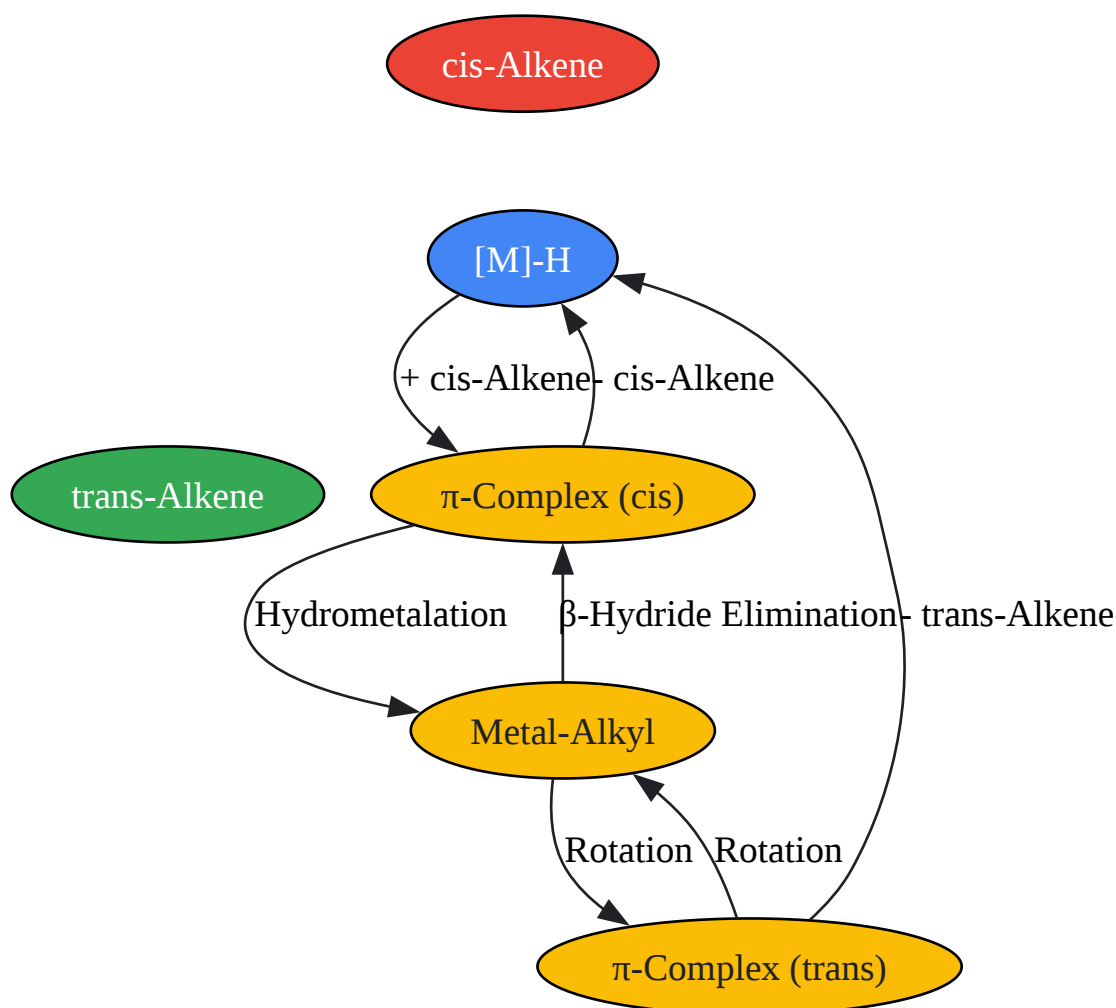 cis-Alkene
[M]-H
+ cis-Alkene
- cis-Alkene
trans-Alkene
π-Complex (cis)
Hydrometalation
β-Hydride Elimination
- trans-Alkene
Metal-Alkyl
Rotation
Rotation
π-Complex (trans)